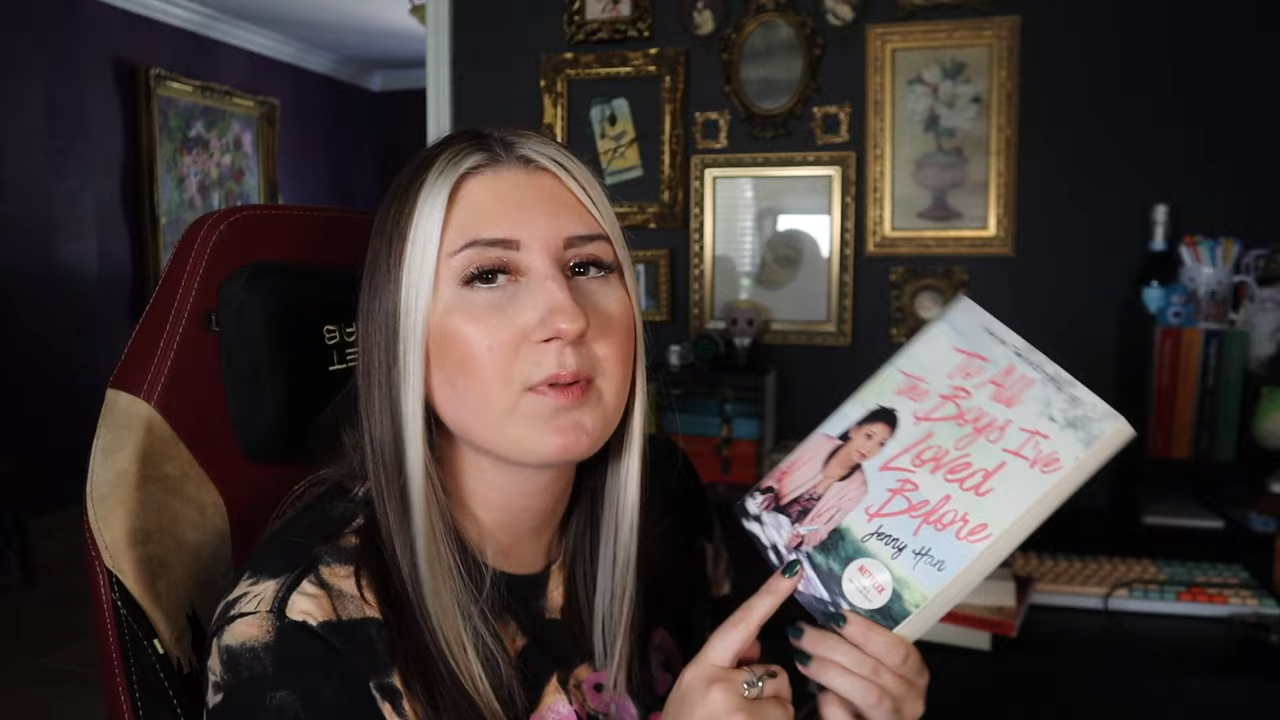 To All
The Boys I've
Loved
Before
Jenny Han
NETFLIX